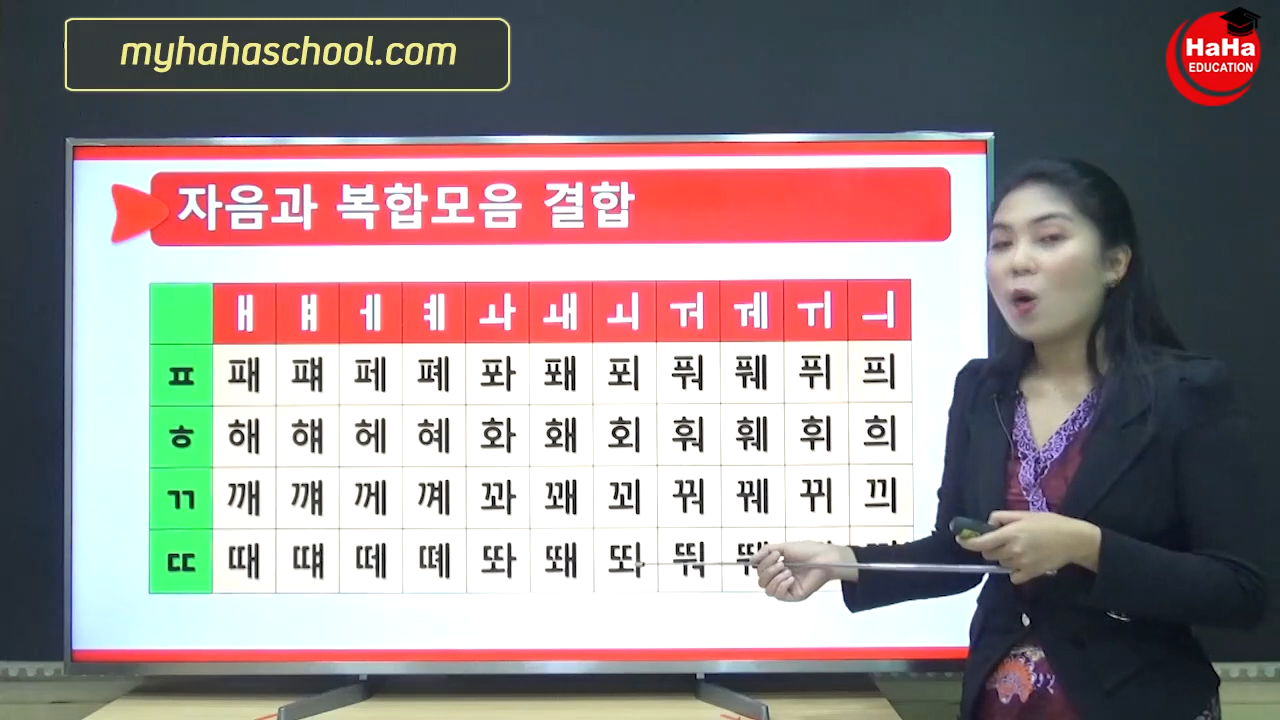 myhahaschool.com
HaHa
EDUCATION
자음과 복합모음 결합
ㅐ ㅒ ㅔ ㅖ ㅘ ㅙ ㅚ ㅝ ㅞ ㅟ ㅢ
ㅍ 패 퍠 페 폐 퐈 퐤 푀 풔 풰 퓌 픠
ㅎ 해 햬 헤 혜 화 홰 회 훠 훼 휘 희
ㄲ 깨 꺠 께 꼐 꽈 꽤 꾀 꿔 꿰 뀌 끠
ㄸ 때 떄 떼 뗴 똬 뙈 뙤 뚸